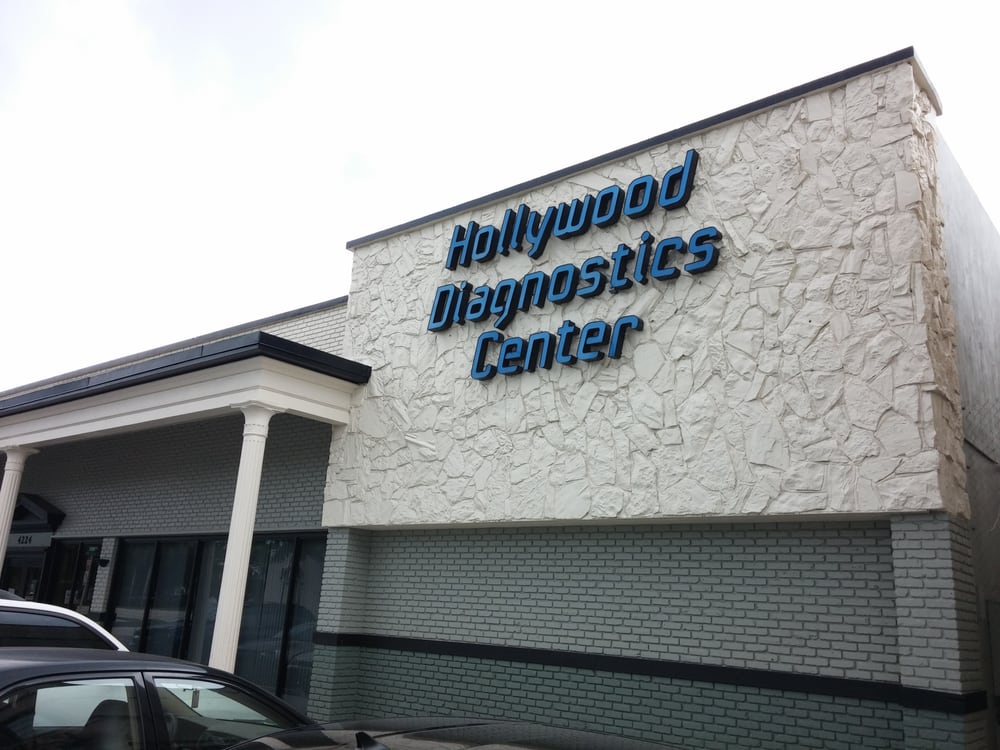 Hollywood
Diagnostics
Center
4224